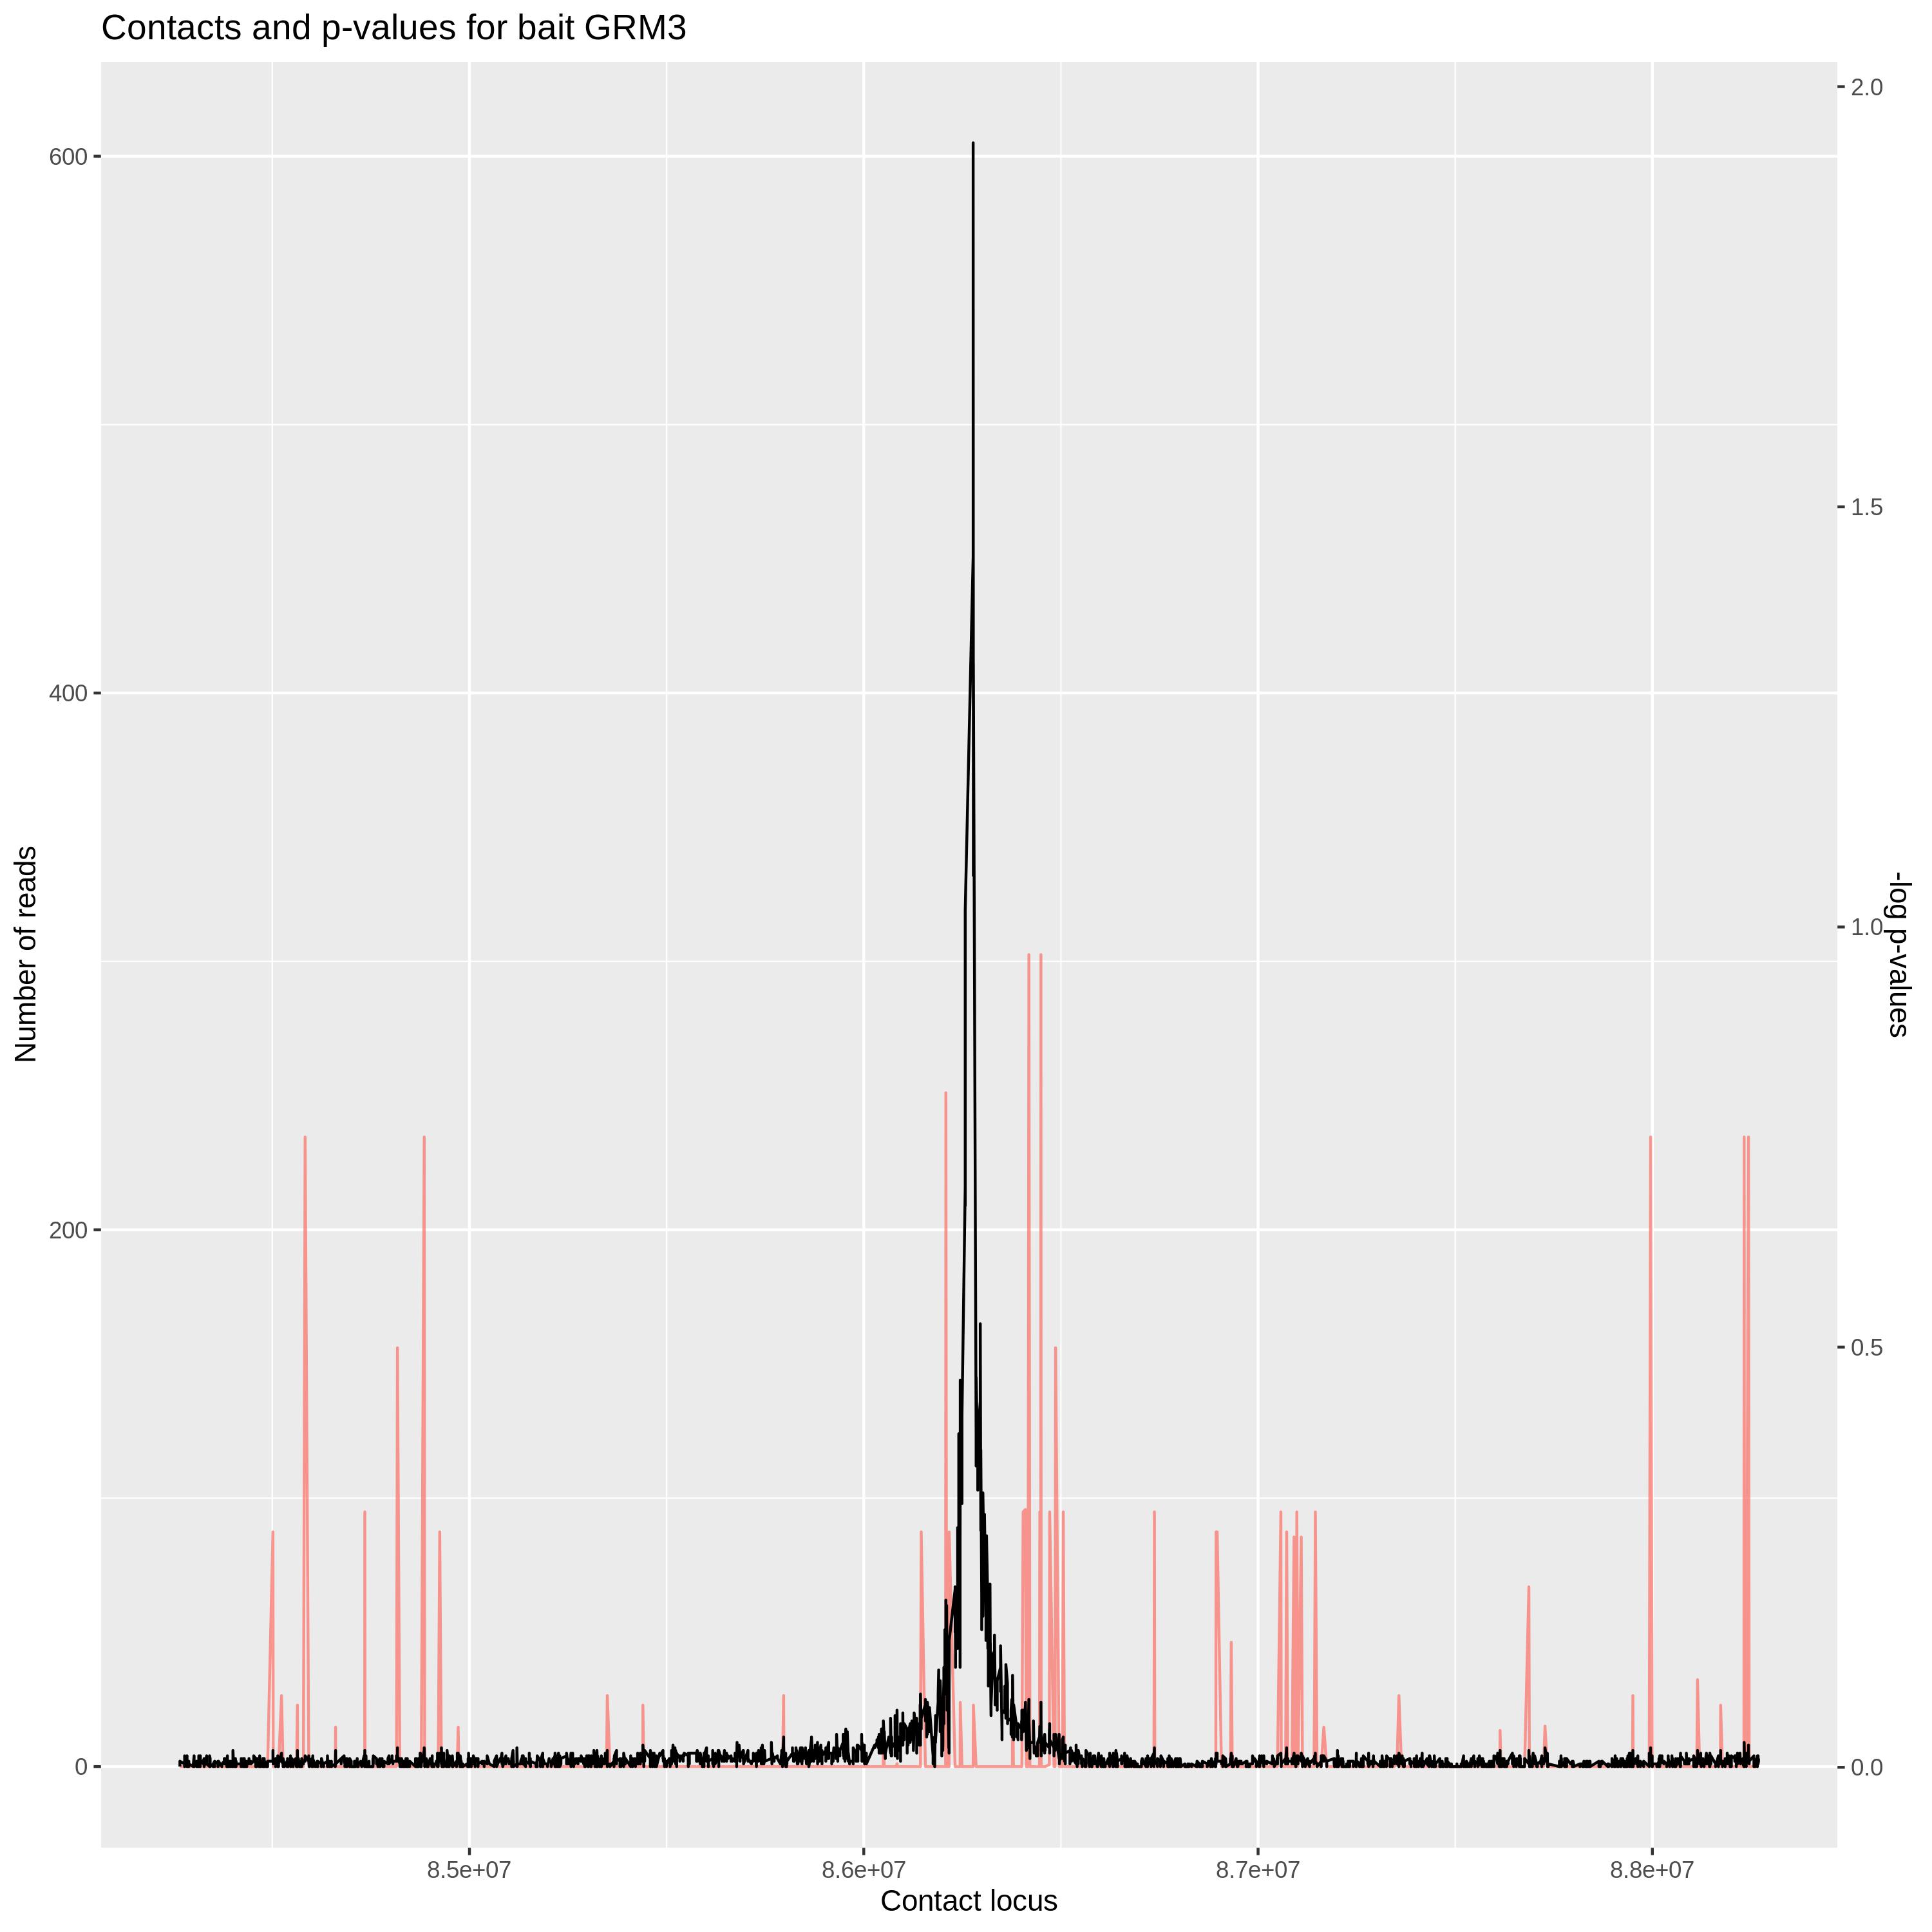 Contacts and p-values for bait GRM3
Number of reads
600
400
200
0
2.0
1.5
1.0
0.5
0.0
-log p-values
8.5e+07
8.6e+07
8.7e+07
8.8e+07
Contact locus